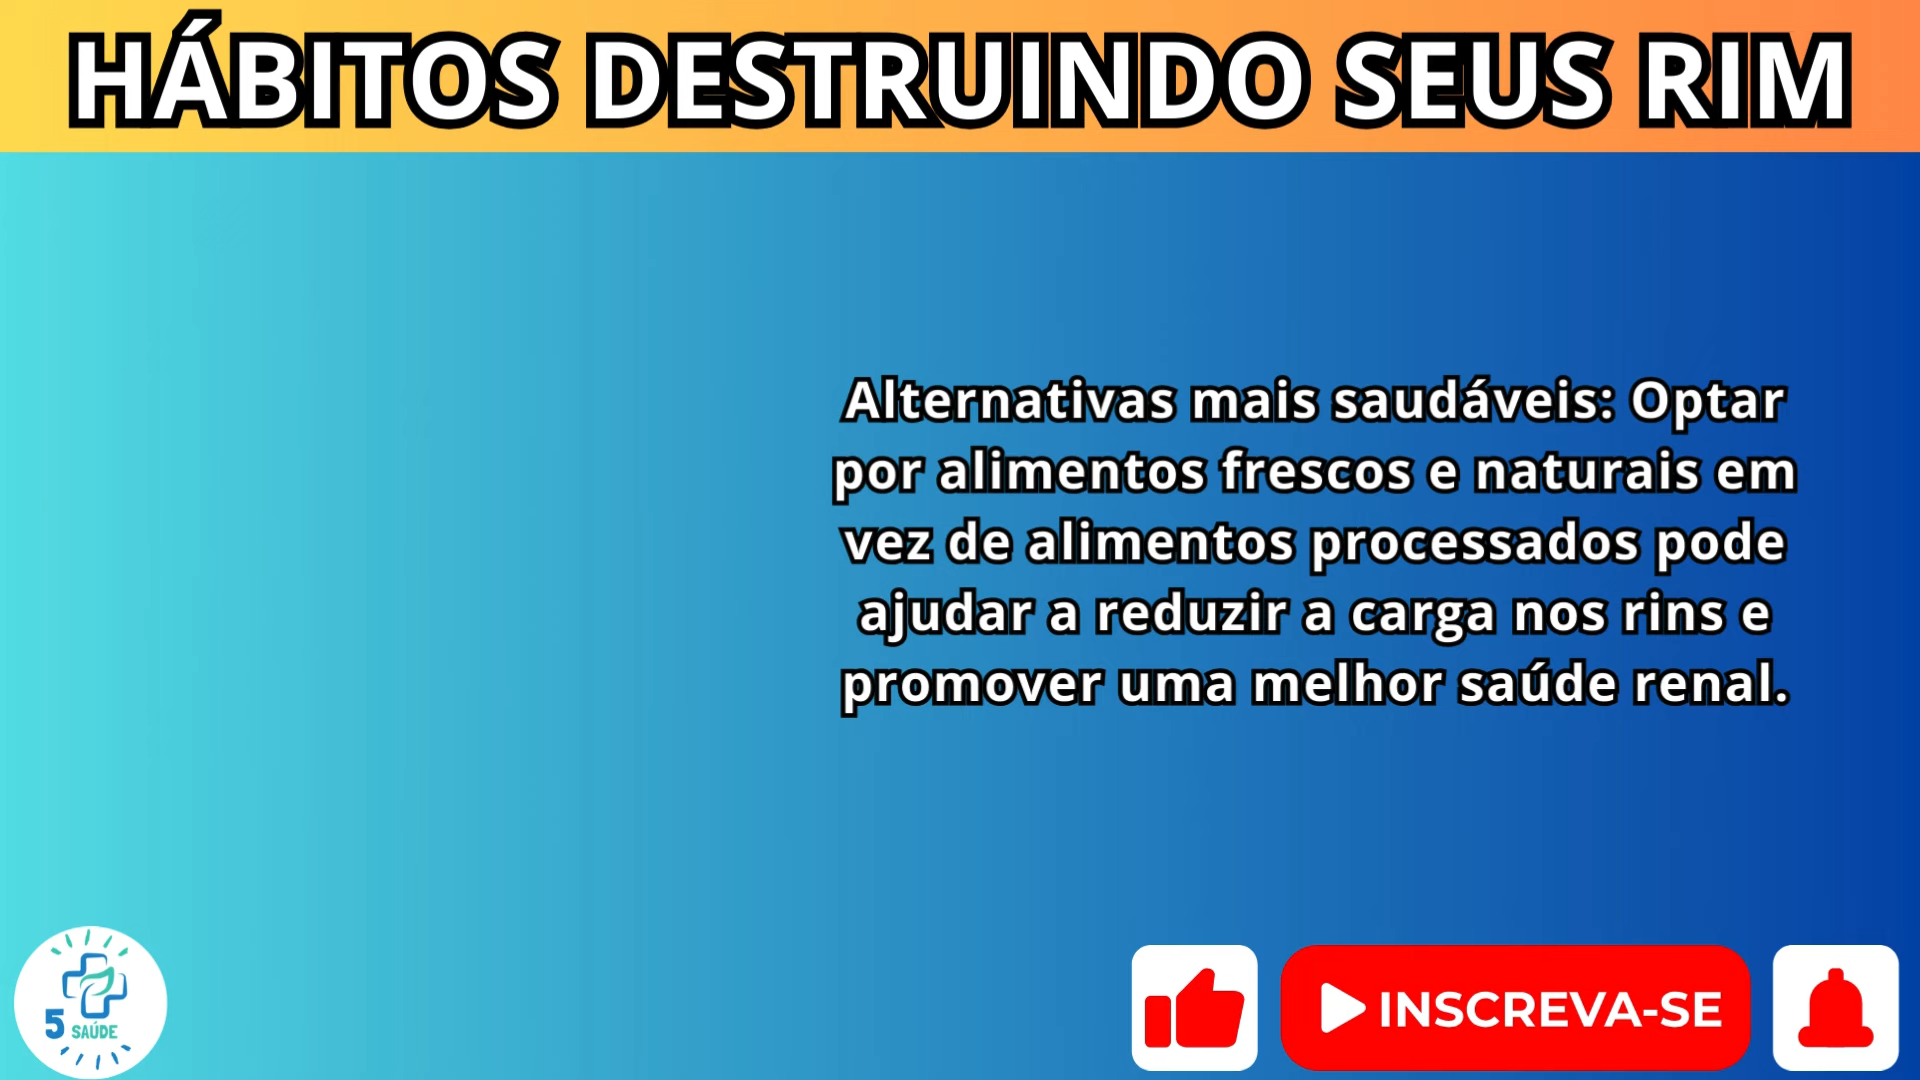 HÁBITOS DESTRUINDO SEUS RIM
Alternativas mais saudáveis: Optar
por alimentos frescos e naturais em
vez de alimentos processados pode
ajudar a reduzir a carga nos rins e
promover uma melhor saúde renal.
5 SAÚDE
INSCREVA-SE